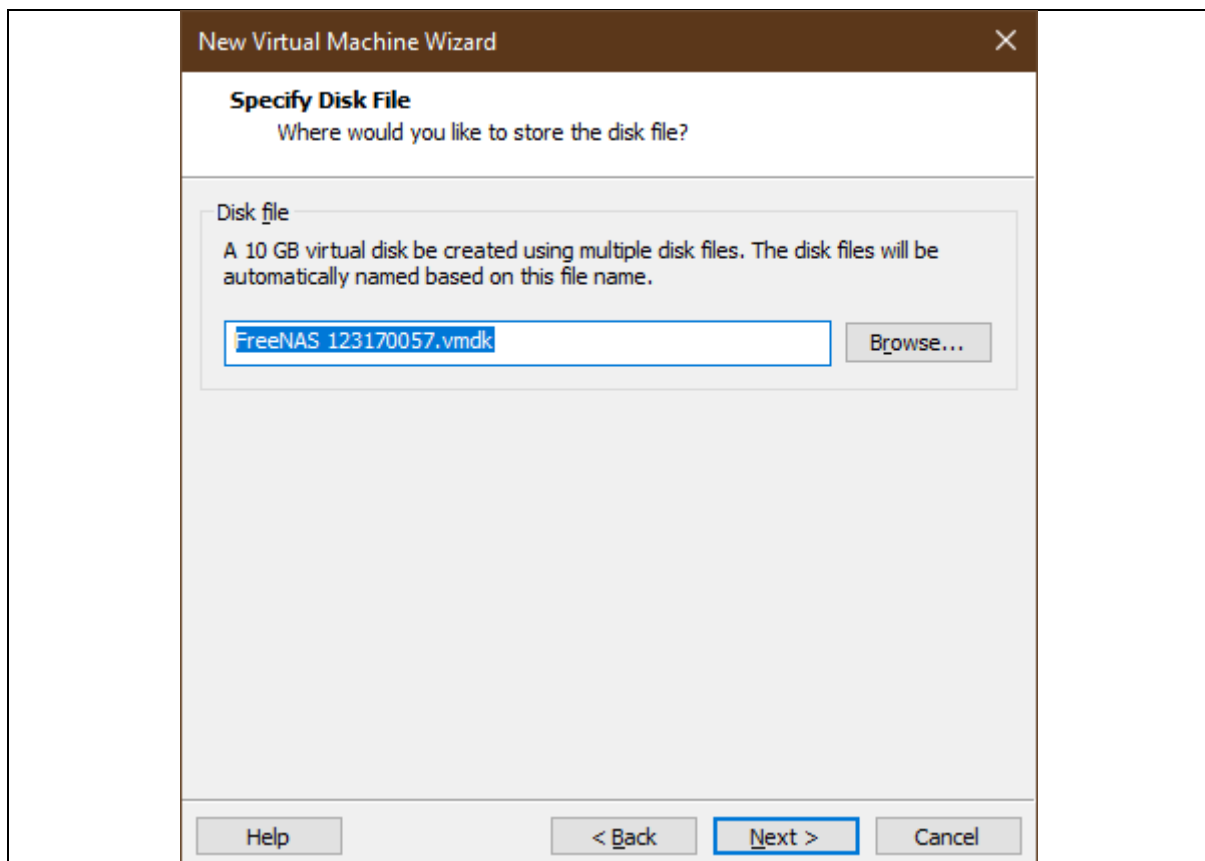 New Virtual Machine Wizard
Specify Disk File
Where would you like to store the disk file?
Disk file
A 10 GB virtual disk be created using multiple disk files. The disk files will be
automatically named based on this file name.
FreeNAS 123170057.vmdk
Browse...
Help
< Back
Next >
Cancel